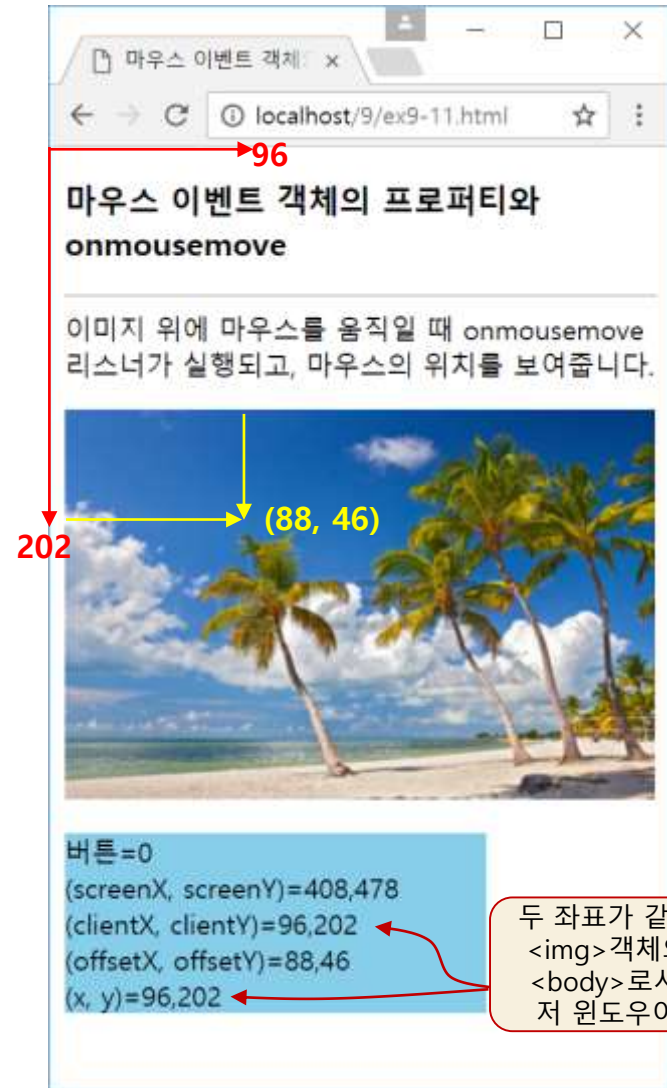 마우스 이벤트 객체
localhost/9/ex9-11.html
96
마우스 이벤트 객체의 프로퍼티와
onmousemove
이미지 위에 마우스를 움직일 때 onmousemove
리스너가 실행되고, 마우스의 위치를 보여줍니다.
(88, 46)
202
버튼=0
(screenX, screenY)=408,478
(clientX, clientY)=96,202
(offsetX, offsetY)=88,46
(x, y)=96,202
두 좌표가
<img>객체
<body>로
저 윈도우